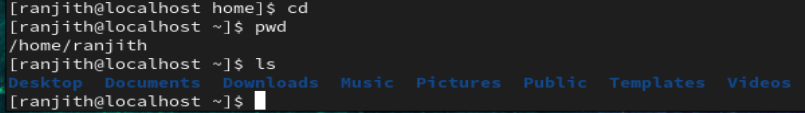 [ranjith@localhost home]$ cd
[ranjith@localhost ~]$ pwd
/home/ranjith
[ranjith@localhost ~]$ ls
Desktop  Documents  Downloads  Music  Pictures  Public  Templates  Videos
[ranjith@localhost ~]$